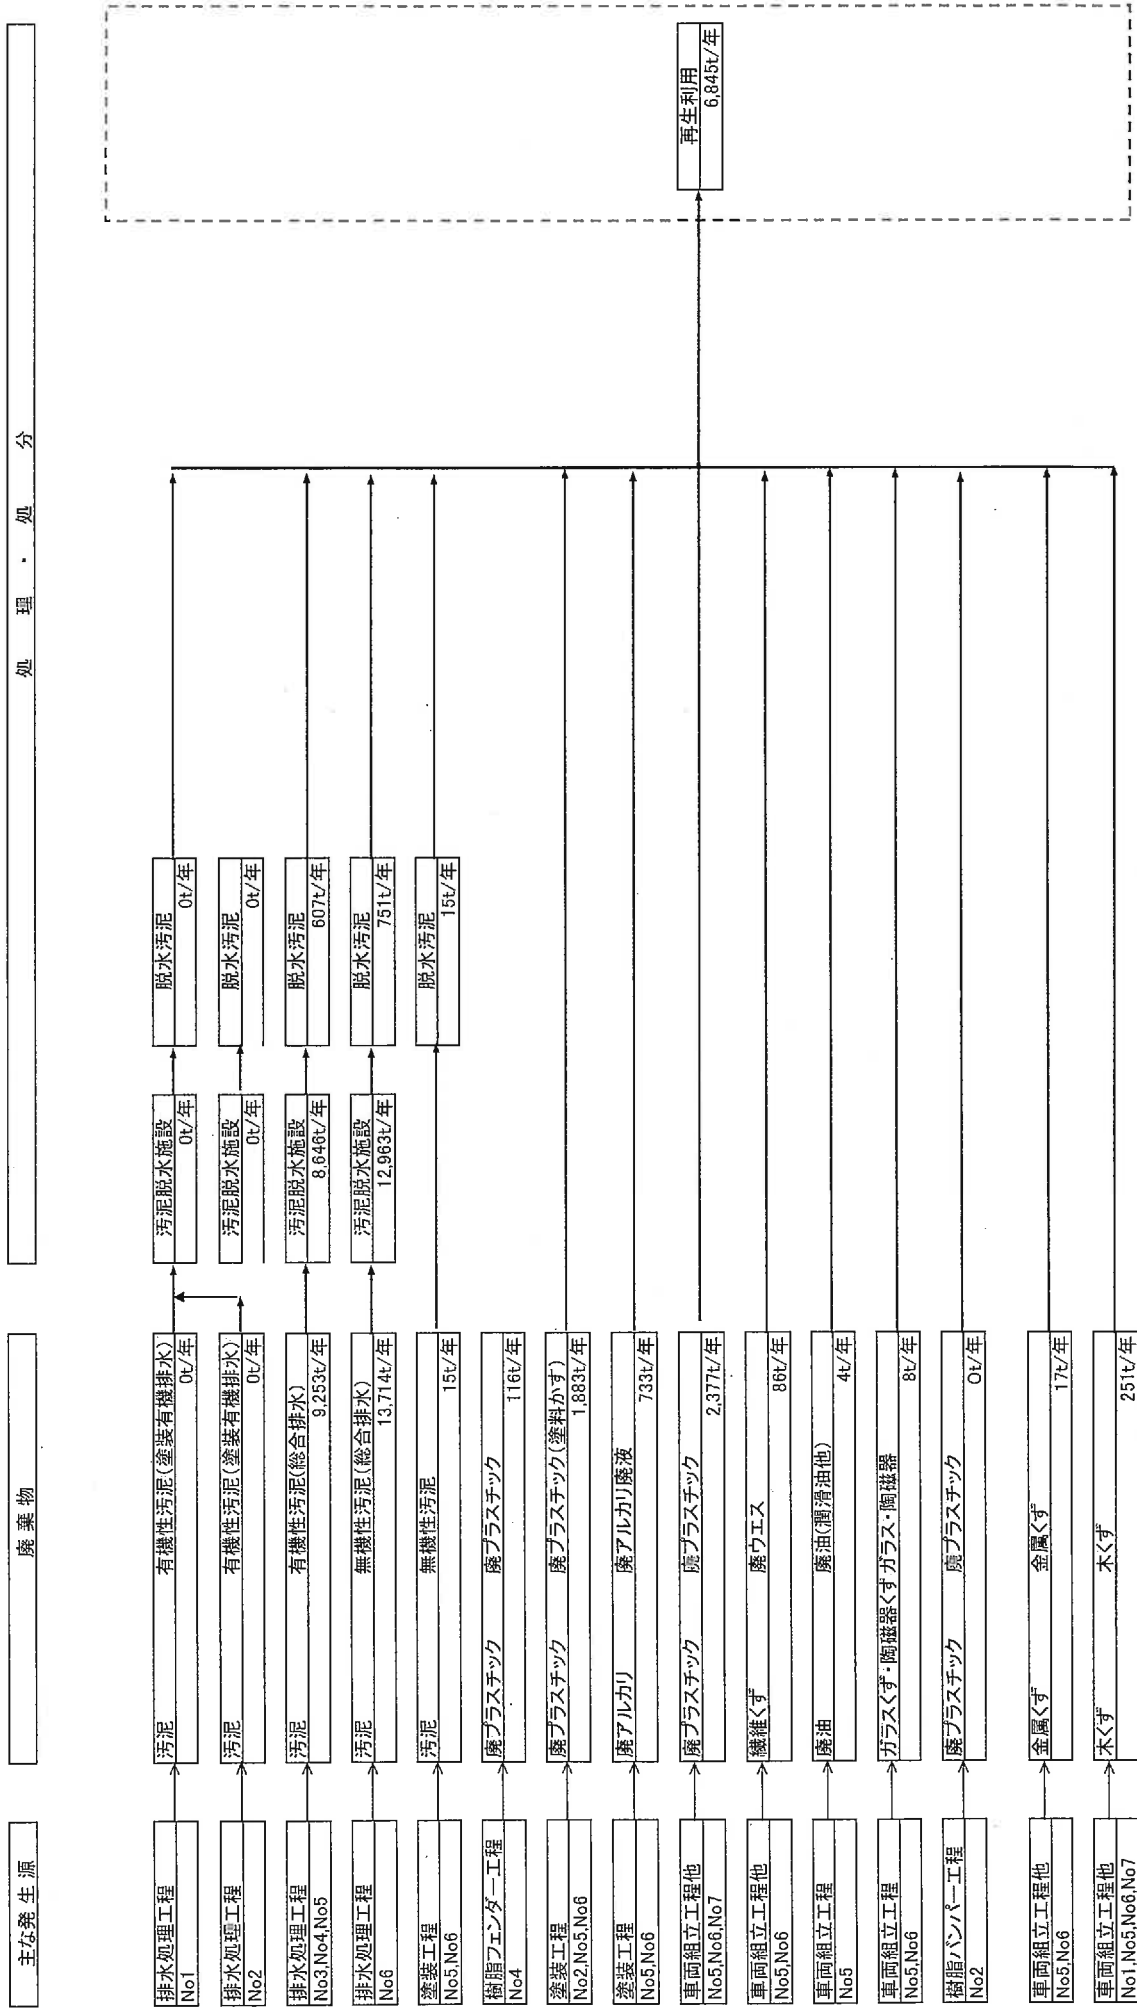 主な発生源
廃棄物
処理・処分
排水処理工程
No1
汚泥 有機性汚泥(塗装有機排水)
0t/年
汚泥脱水施設
0t/年
脱水汚泥
0t/年
排水処理工程
No2
汚泥 有機性汚泥(塗装有機排水)
0t/年
汚泥脱水施設
0t/年
脱水汚泥
0t/年
排水処理工程
No3,No4,No5
汚泥 有機性汚泥(総合排水)
9,253t/年
汚泥脱水施設
8,646t/年
脱水汚泥
607t/年
排水処理工程
No6
汚泥 無機性汚泥(総合排水)
13,714t/年
汚泥脱水施設
12,963t/年
脱水汚泥
751t/年
塗装工程
No5,No6
汚泥 無機性汚泥
15t/年
脱水汚泥
15t/年
樹脂フェンダー工程
No4
廃プラスチック 廃プラスチック
116t/年
塗装工程
No2,No5,No6
廃プラスチック 廃プラスチック(塗料かす)
1,883t/年
塗装工程
No5,No6
廃アルカリ 廃アルカリ廃液
733t/年
車両組立工程他
No5,No6,No7
廃プラスチック 廃プラスチック
2,377t/年
再生利用
6,845t/年
車両組立工程他
No5,No6
繊維くず 廃ウエス
86t/年
車両組立工程
No5
廃油 廃油(潤滑油他)
4t/年
車両組立工程
No5,No6
ガラスくず・陶磁器くず ガラス・陶磁器
8t/年
樹脂バンパー工程
No2
廃プラスチック 廃プラスチック
0t/年
車両組立工程他
No5,No6
金属くず 金属くず
17t/年
車両組立工程他
No1,No5,No6,No7
木くず 木くず
251t/年